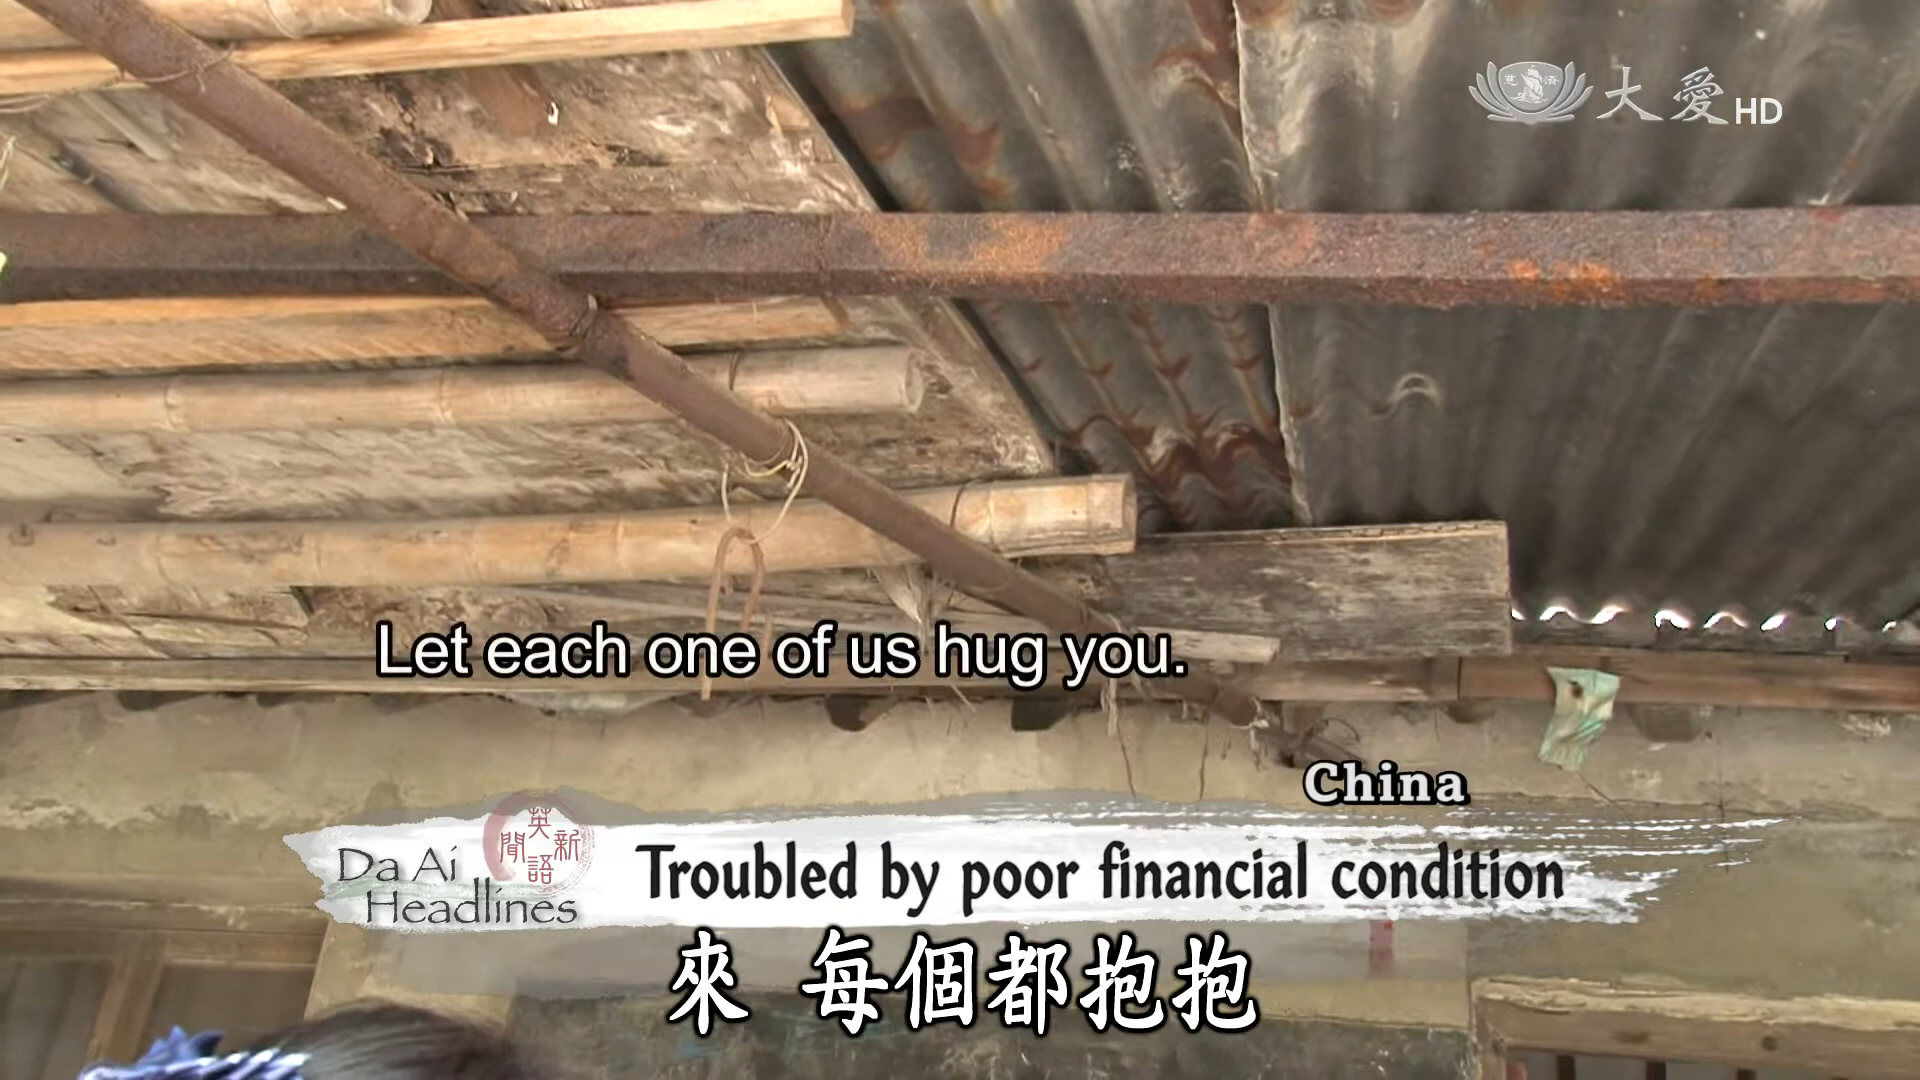 大愛HD
Let each one of us hug you.
China
Da Ai
Headlines
英語新聞
Troubled by poor financial condition
來 每個都抱抱